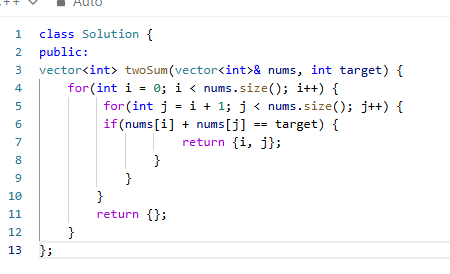 Auto
1 class Solution {
2 public:
3 vector<int> twoSum(vector<int>& nums, int target) {
4 for(int i = 0; i < nums.size(); i++) {
5 for(int j = i + 1; j < nums.size(); j++) {
6 if(nums[i] + nums[j] == target) {
7 return {i, j};
8 }
9 }
10 }
11 return {};
12 }
13 };